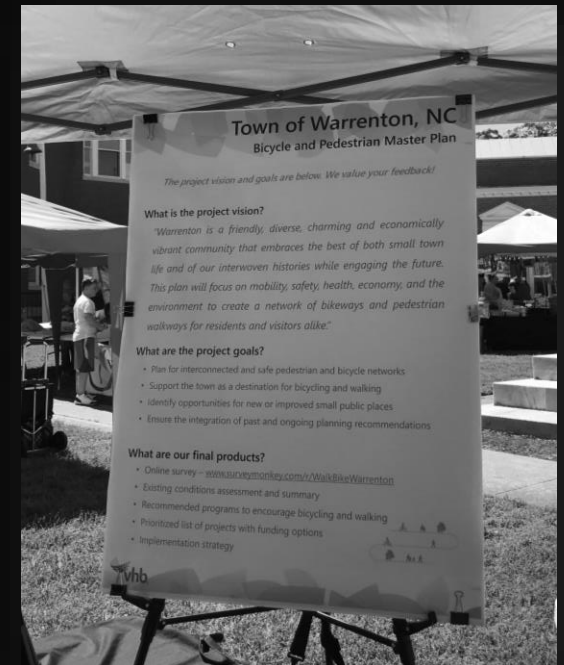 Town of Warrenton, NC
Bicycle and Pedestrian Master Plan
The project vision and goals are below. We value your feedback!
What is the project vision?
"Warrenton is a friendly, diverse, charming and economically
vibrant community that embraces the best of both small town
life and of our interwoven histories while engaging the future.
This plan will focus on mobility, safety, health, economy, and the
environment to create a network of bikeways and pedestrian
walkways for residents and visitors alike."
What are the project goals?
• Plan for interconnected and safe pedestrian and bicycle networks
• Support the town as a destination for bicycling and walking
• Identify opportunities for new or improved small public places
• Ensure the integration of past and ongoing planning recommendations
What are our final products?
• Online survey – www.surveymonkey.com/r/WalkBikeWarrenton
• Existing conditions assessment and summary
• Recommended programs to encourage bicycling and walking
• Prioritized list of projects with funding options
• Implementation strategy
vhb